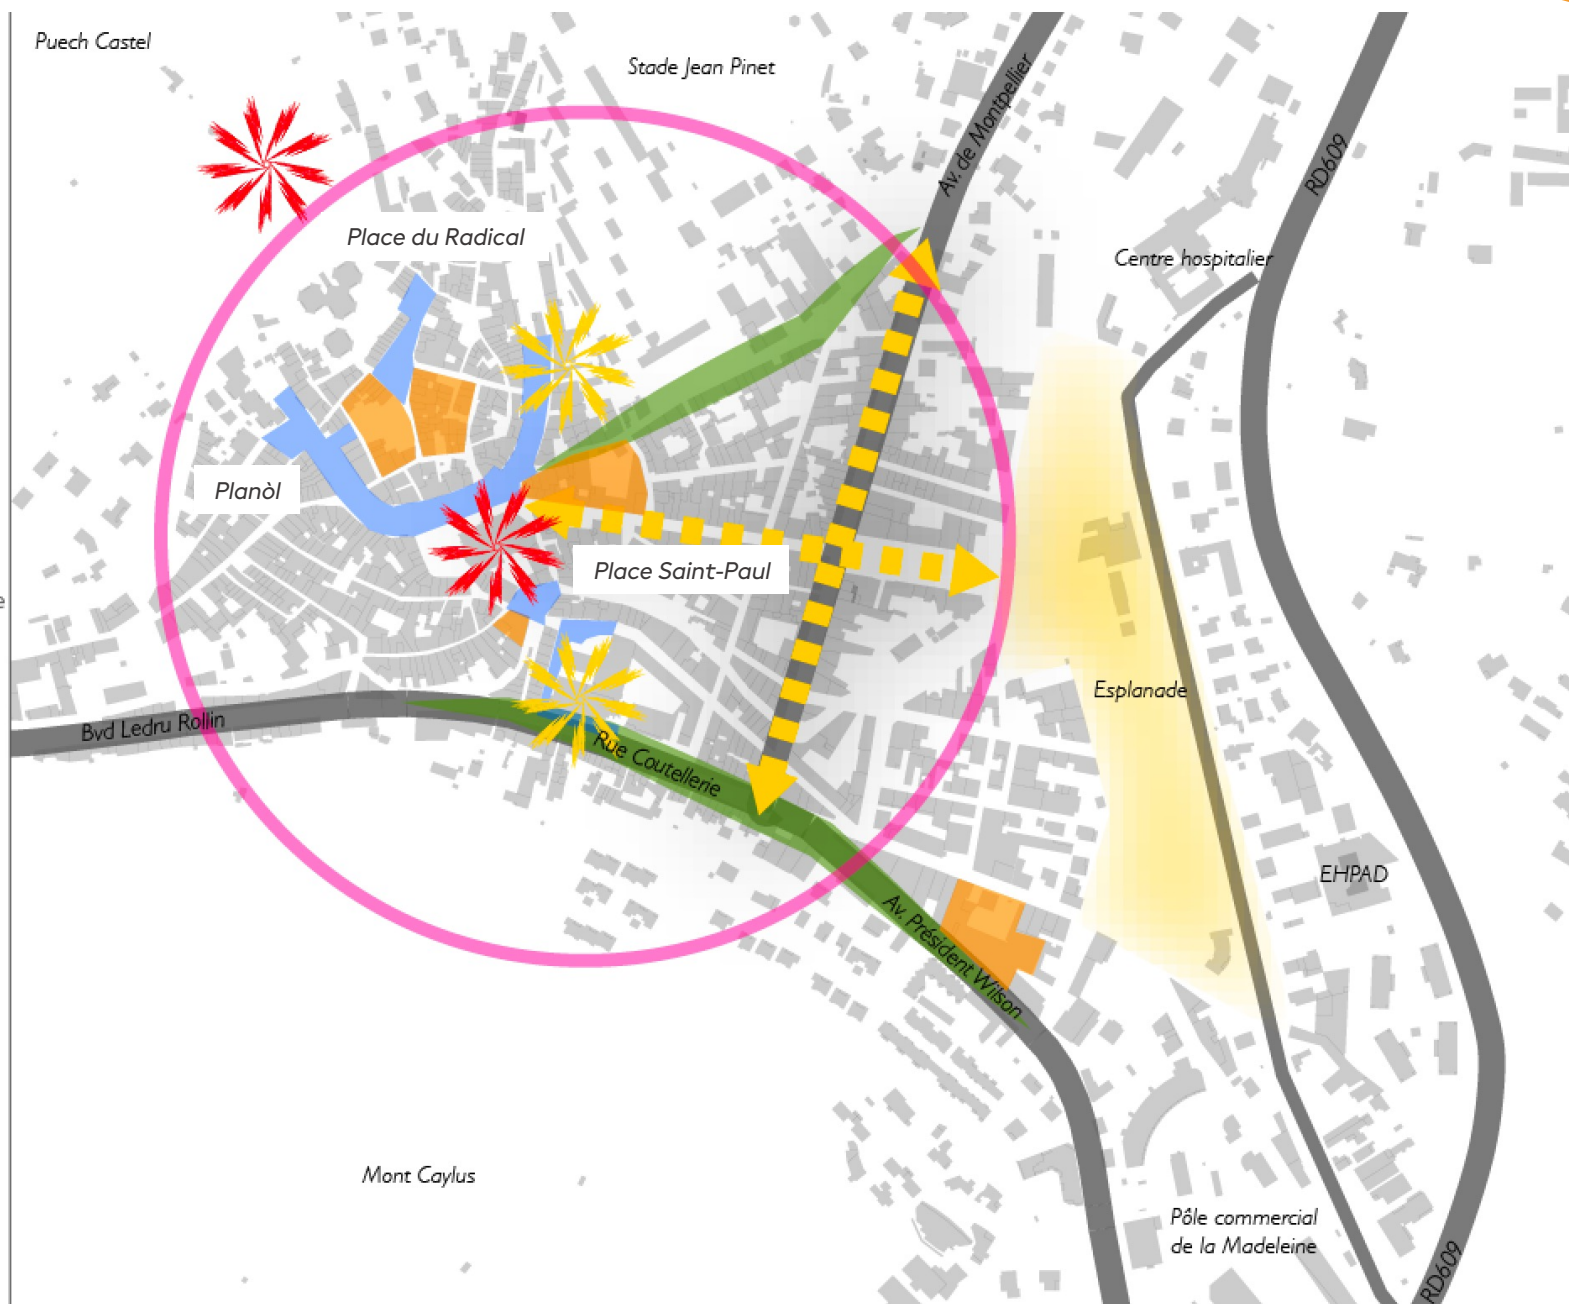 Puech Castel
Stade Jean Pinet
Av. de Montpellier
RD609
Place du Radical
Centre hospitalier
Planòl
Place Saint-Paul
e
Esplanade
Bvd Ledru Rollin
Rue Coutellerie
EHPAD
Av. Président Wilson
Mont Caylus
Pôle commercial
de la Madeleine
RD609